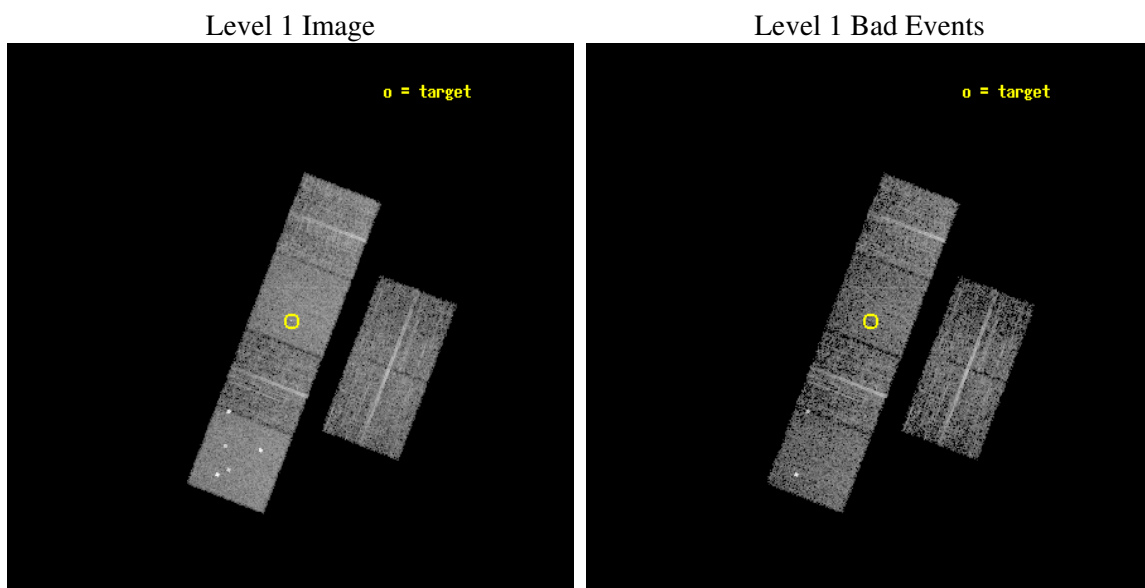 Level 1 Image
Level 1 Bad Events
o = target
o = target